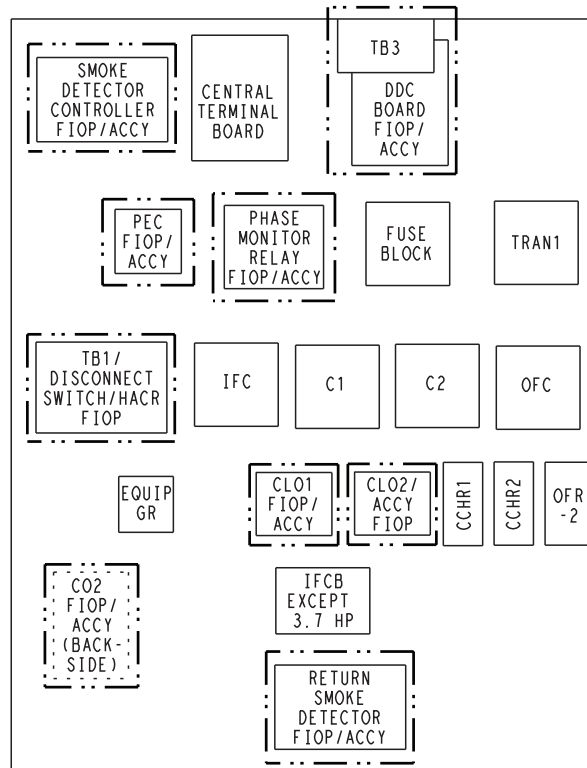 SMOKE
DETECTOR
CONTROLLER
FIOP/ACCY
CENTRAL
TERMINAL
BOARD
TB3
DDC
BOARD
FIOP/
ACCY
PEC
FIOP/
ACCY
PHASE
MONITOR
RELAY
FIOP/ACCY
FUSE
BLOCK
TRAN1
TB1/
DISCONNECT
SWITCH/HACR
FIOP
IFC
C1
C2
OFC
EQUIP
GR
CLO1
FIOP/
ACCY
CLO2/
ACCY
FIOP
CCHR1
CCHR2
OFR
-2
CO2
FIOP/
ACCY
(BACK-
SIDE)
IFCB
EXCEPT
3.7 HP
RETURN
SMOKE
DETECTOR
FIOP/ACCY